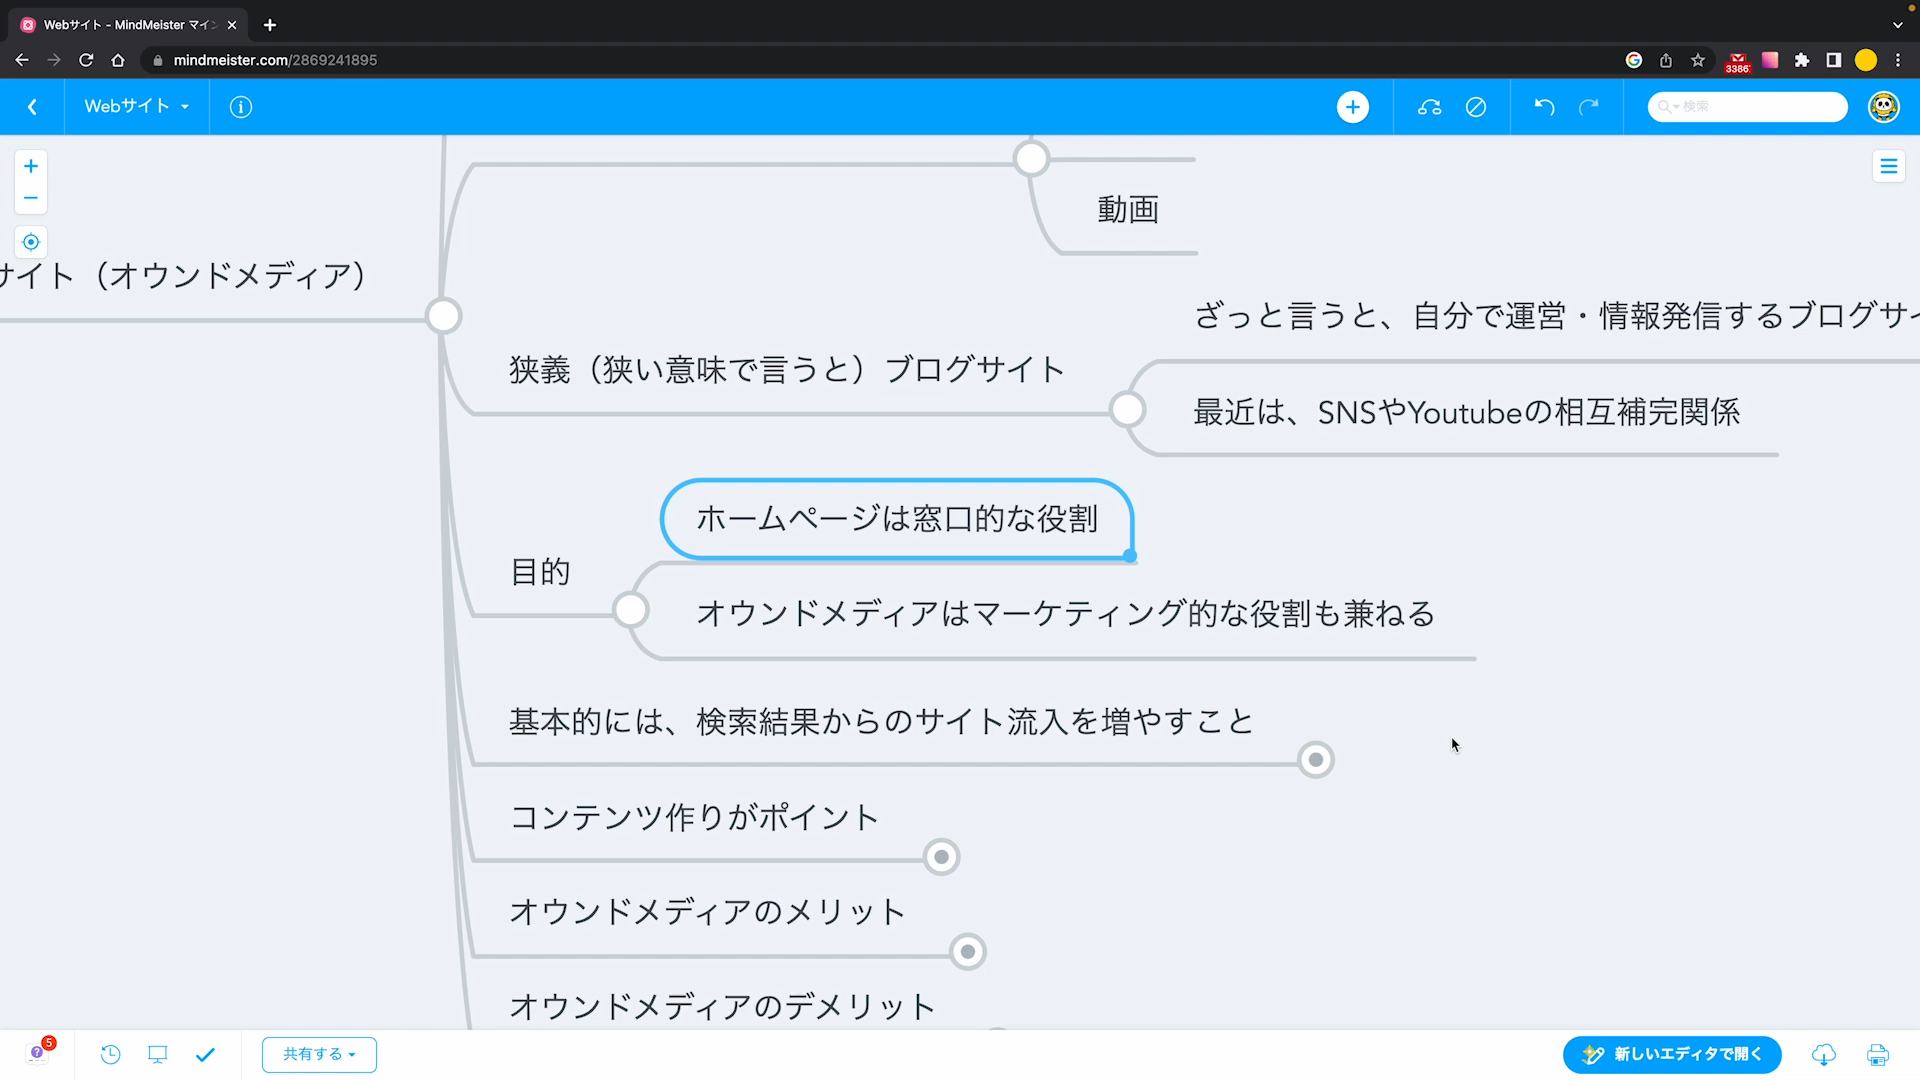 Webサイト - MindMeister マイン
mindmeister.com/2869241895
3386
Webサイト
検索
動画
サイト（オウンドメディア）
ざっと言うと、自分で運営・情報発信するブログサイ
狭義（狭い意味で言うと）ブログサイト
最近は、SNSやYoutubeの相互補完関係
ホームページは窓口的な役割
目的
オウンドメディアはマーケティング的な役割も兼ねる
基本的には、検索結果からのサイト流入を増やすこと
コンテンツ作りがポイント
オウンドメディアのメリット
オウンドメディアのデメリット
5
共有する
新しいエディタで開く